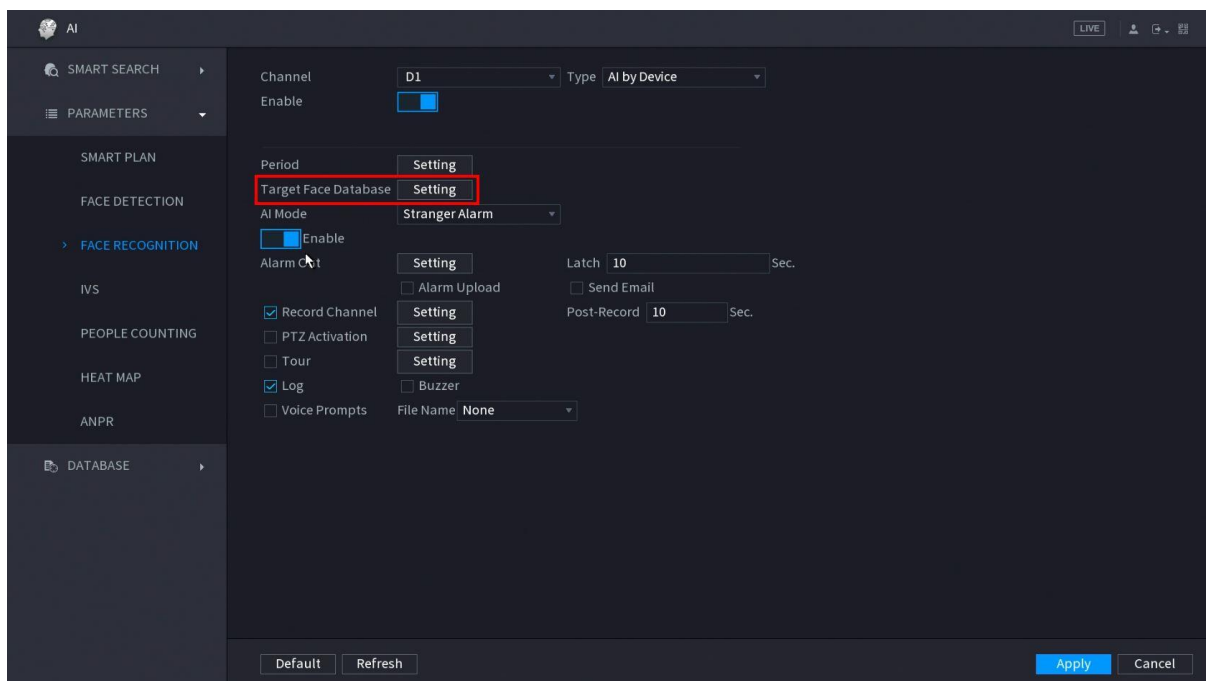 AI LIVE
SMART SEARCH
PARAMETERS
SMART PLAN
FACE DETECTION
FACE RECOGNITION
IVS
PEOPLE COUNTING
HEAT MAP
ANPR
DATABASE
Channel D1 Type AI by Device
Enable
Period Setting
Target Face Database Setting
AI Mode Stranger Alarm
Enable
Alarm Out Setting Latch 10 Sec.
Alarm Upload Send Email
Record Channel Setting Post-Record 10 Sec.
PTZ Activation Setting
Tour Setting
Log Buzzer
Voice Prompts File Name None
Default Refresh Apply Cancel